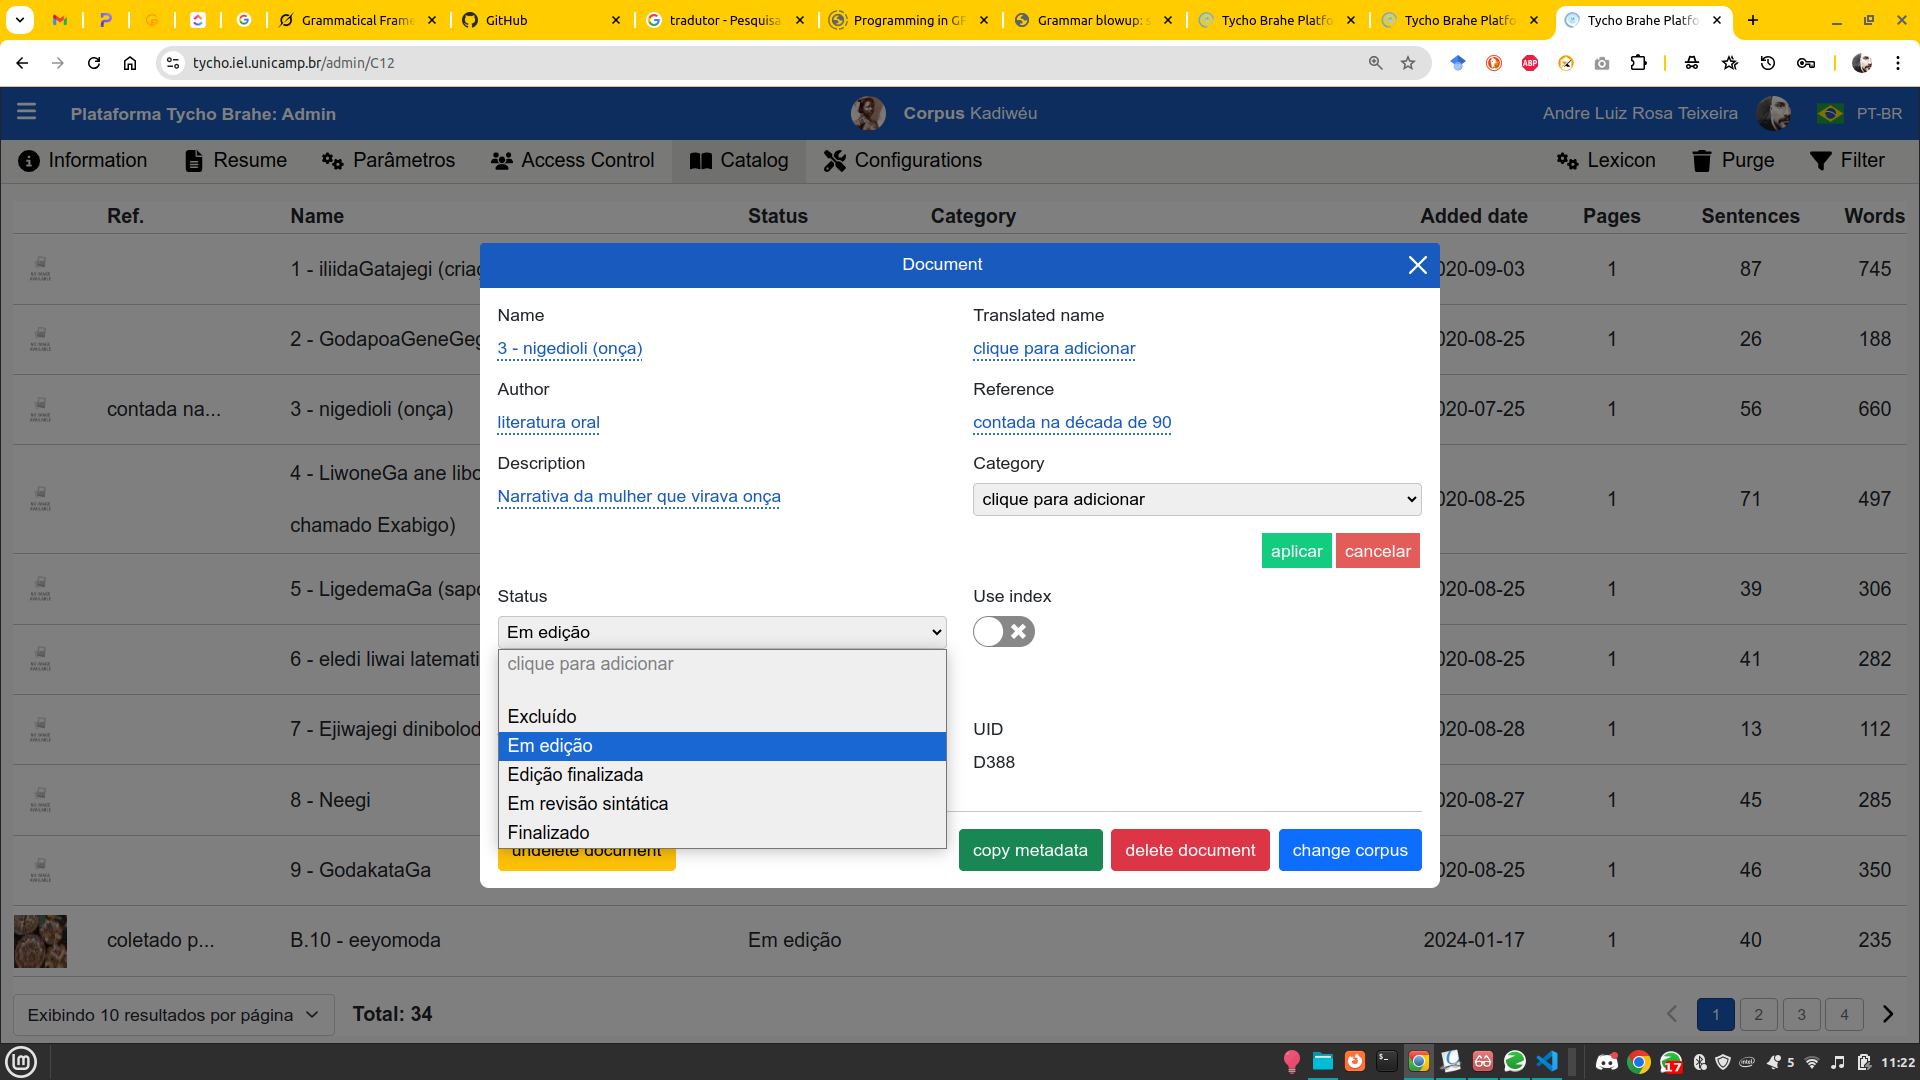 Grammatical Frame
GitHub
tradutor - Pesquisa
Programming in GF
Grammar blowup: s
Tycho Brahe Platfo
Tycho Brahe Platfo
Tycho Brahe Platfo
tycho.iel.unicamp.br/admin/C12
ABP
Plataforma Tycho Brahe: Admin
Corpus Kadiwéu
Andre Luiz Rosa Teixeira
PT-BR
Information
Resume
Parâmetros
Access Control
Catalog
Configurations
Lexicon
Purge
Filter
Ref. Name Status Category Added date Pages Sentences Words
1 - iliidaGatajegi (criaç 020-09-03 1 87 745
2 - GodapoaGeneGeg 020-08-25 1 26 188
contada na... 3 - nigedioli (onça) 020-07-25 1 56 660
4 - LiwoneGa ane libo
chamado Exabigo) 020-08-25 1 71 497
5 - LigedemaGa (sapo 020-08-25 1 39 306
6 - eledi liwai latemati 020-08-25 1 41 282
7 - Ejiwajegi dinibolod 020-08-28 1 13 112
8 - Neegi 020-08-27 1 45 285
9 - GodakataGa 020-08-25 1 46 350
coletado p... B.10 - eeyomoda Em edição 2024-01-17 1 40 235
Document
Name
3 - nigedioli (onça)
Translated name
clique para adicionar
Author
literatura oral
Reference
contada na década de 90
Description
Narrativa da mulher que virava onça
Category
clique para adicionar
aplicar
cancelar
Status
Em edição
Use index
clique para adicionar
Excluído
Em edição
Edição finalizada
Em revisão sintática
Finalizado
UID
D388
undelete document
copy metadata
delete document
change corpus
Exibindo 10 resultados por página
Total: 34
1 2 3 4
17
5
11:22